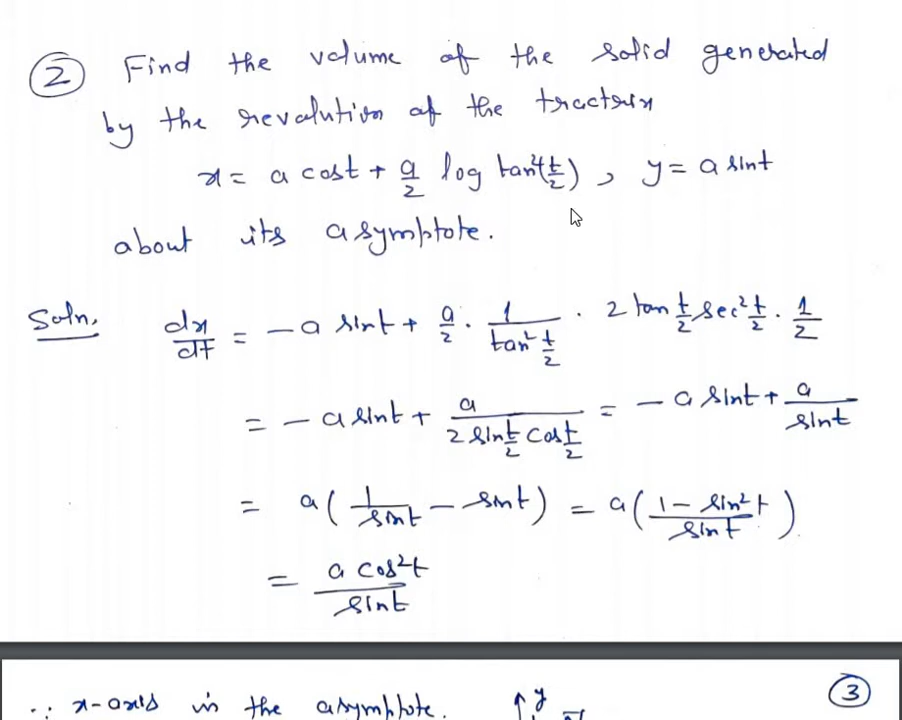 ② Find the volume of the solid generated
by the revolution of the tractrix
x = a cost + a/2 log tan²(t/2), y = a sint
about its asymptote.
Soln. dx/dt = - a sint + a/2 · 1/tan² t/2 · 2 tan t/2 sec² t/2 · 1/2
= - a sint + a/(2 sin t/2 cos t/2) = - a sint + a/sint
= a( 1/sint - sint ) = a( (1 - sin²t)/sint )
= a cos²t/sint
③
∵ x-axis is the asymptote. ↑y